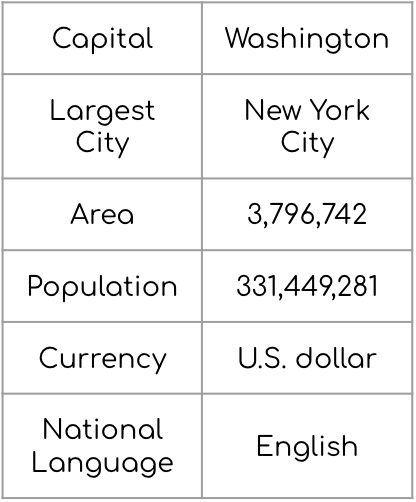 Capital Washington
Largest New York
City City
Area 3,796,742
Population 331,449,281
Currency U.S. dollar
National
Language English